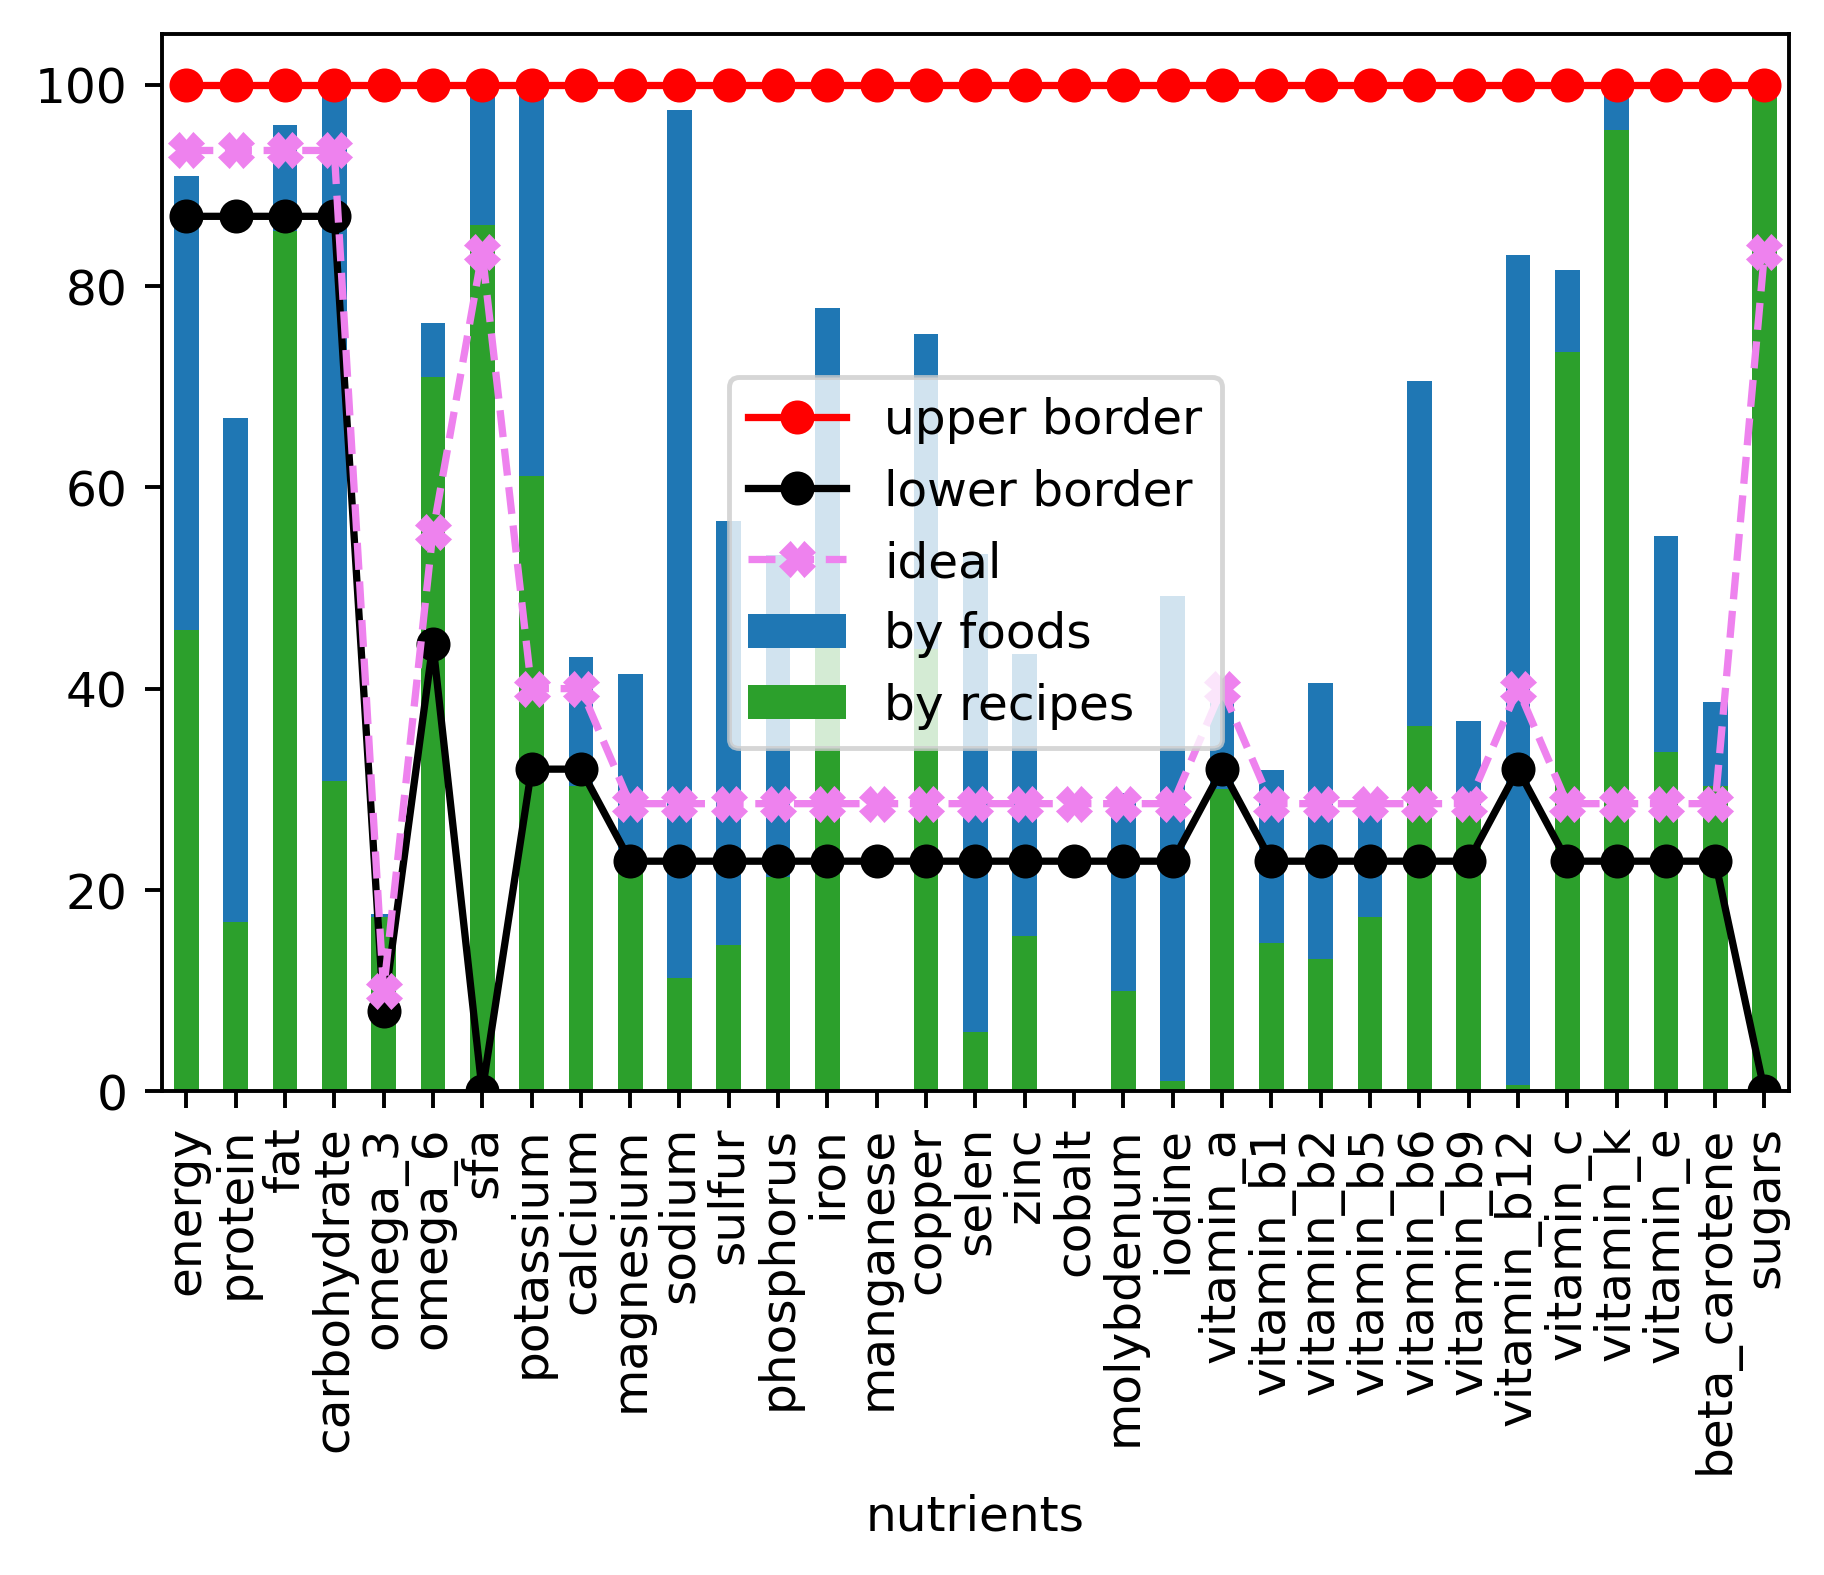 100
80
60
40
20
0
upper border
lower border
ideal
by foods
by recipes
energy
protein
fat
carbohydrate
omega_3
omega_6
sfa
potassium
calcium
magnesium
sodium
sulfur
phosphorus
iron
manganese
copper
selen
zinc
cobalt
molybdenum
iodine
vitamin_a
vitamin_b1
vitamin_b2
vitamin_b5
vitamin_b6
vitamin_b9
vitamin_b12
vitamin_c
vitamin_k
vitamin_e
beta_carotene
sugars
nutrients